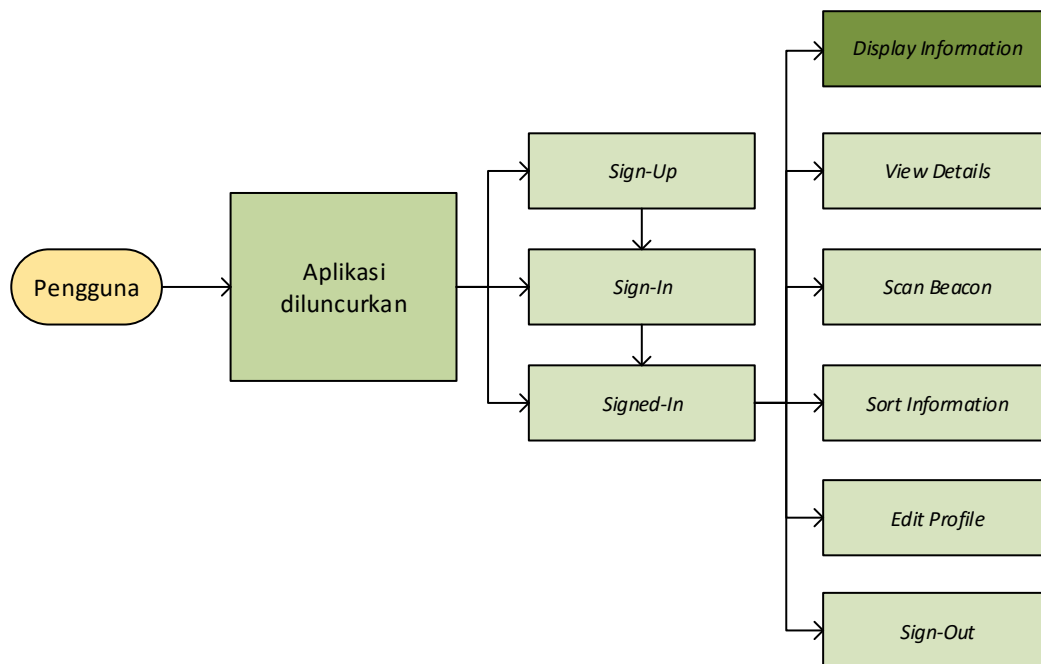 Pengguna
Aplikasi
diluncurkan
Sign-Up
Sign-In
Signed-In
Display Information
View Details
Scan Beacon
Sort Information
Edit Profile
Sign-Out